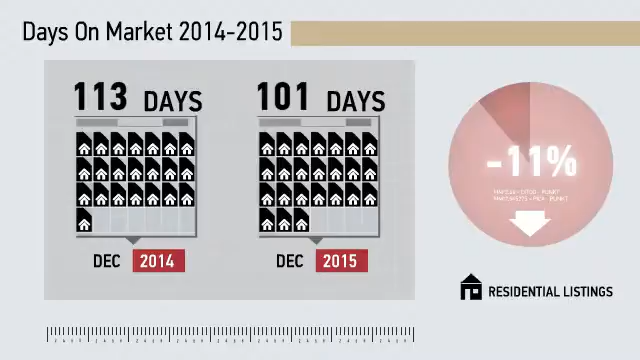 Days On Market 2014-2015
113 DAYS
101 DAYS
DEC 2014
DEC 2015
-11%
RESIDENTIAL LISTINGS